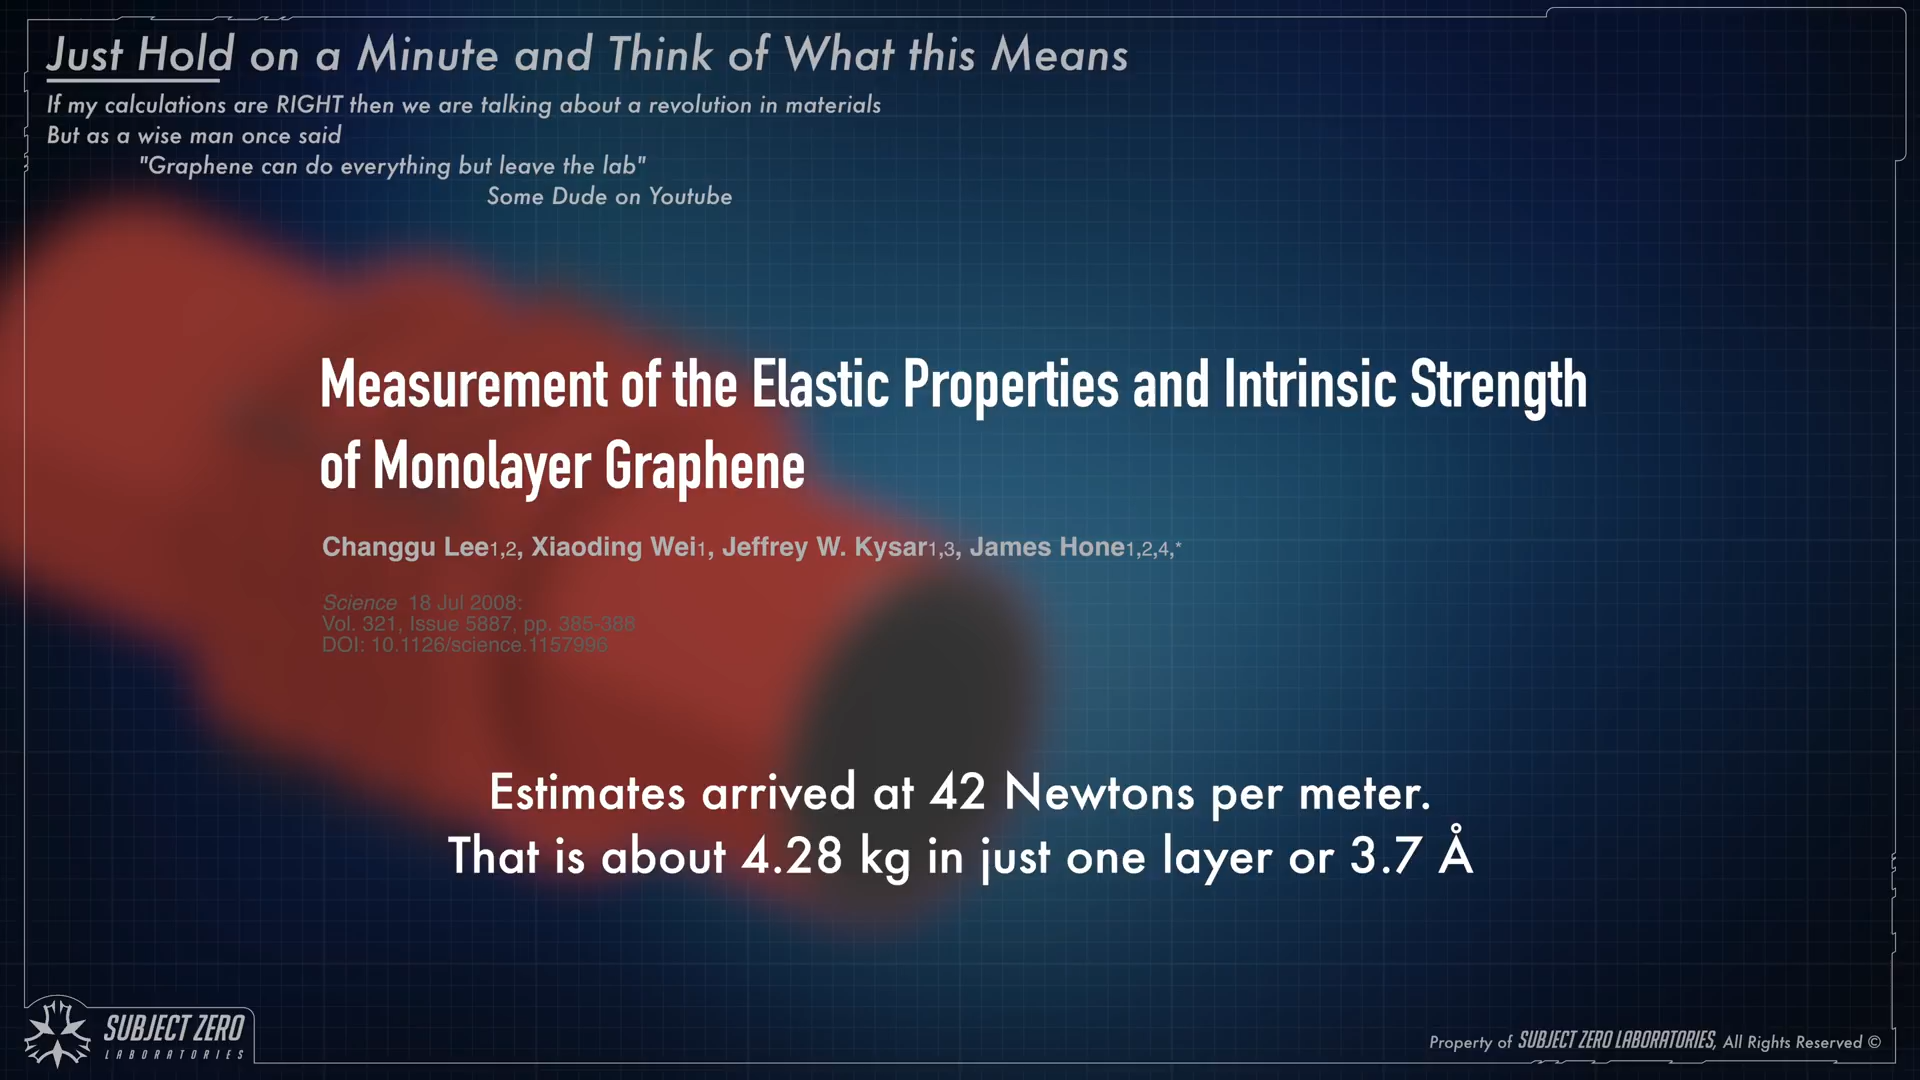 Just Hold on a Minute and Think of What this Means
If my calculations are RIGHT then we are talking about a revolution in materials
But as a wise man once said
"Graphene can do everything but leave the lab"
Some Dude on Youtube
Measurement of the Elastic Properties and Intrinsic Strength
of Monolayer Graphene
Changgu Lee1,2, Xiaoding Wei1, Jeffrey W. Kysar1,3, James Hone1,2,4,*
Science 18 Jul 2008:
Vol. 321, Issue 5887, pp. 385-388
DOI: 10.1126/science.1157996
Estimates arrived at 42 Newtons per meter.
That is about 4.28 kg in just one layer or 3.7 Å
SUBJECT ZERO
LABORATORIES
Property of SUBJECT ZERO LABORATORIES, All Rights Reserved ©